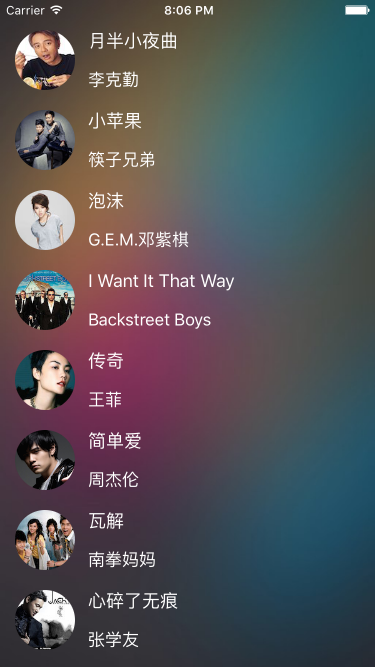 Carrier 8:06 PM
月半小夜曲
李克勤
小苹果
筷子兄弟
泡沫
G.E.M.邓紫棋
I Want It That Way
Backstreet Boys
传奇
王菲
简单爱
周杰伦
瓦解
南拳妈妈
心碎了无痕
张学友